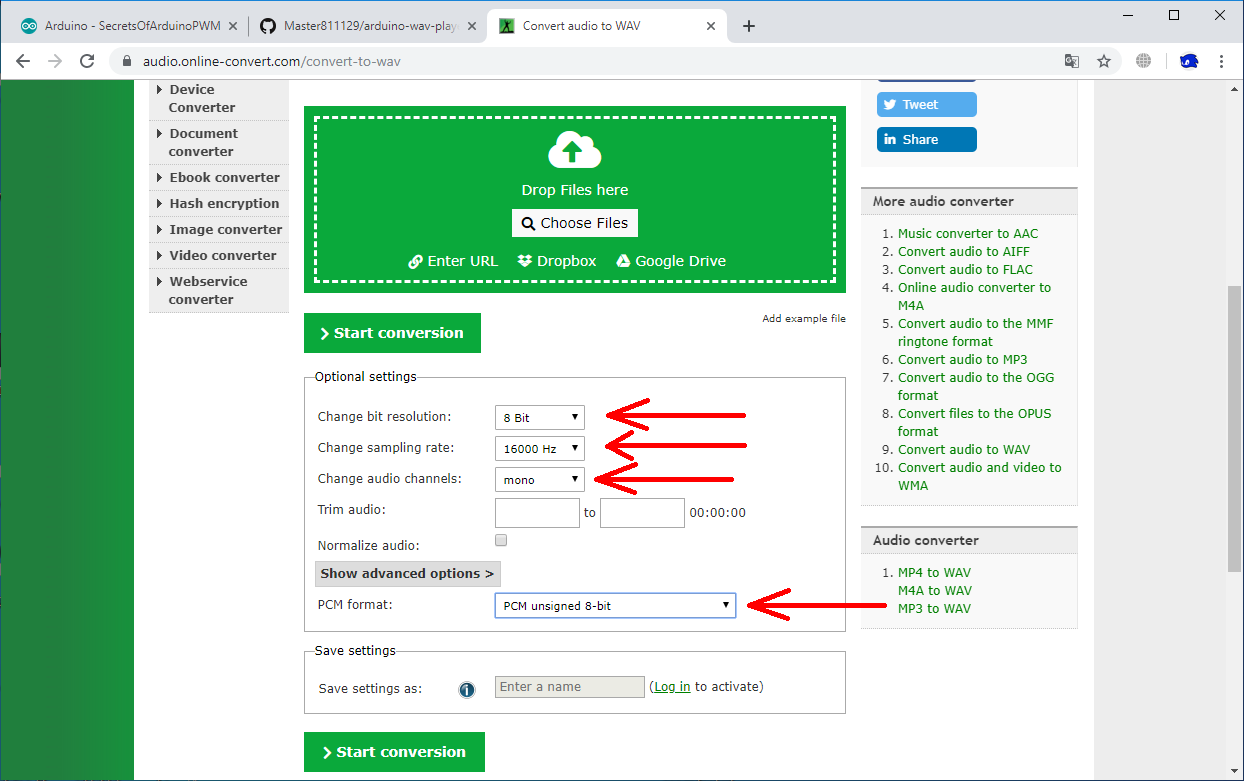 Arduino - SecretsOfArduinoPWM
Master811129/arduino-wav-play
Convert audio to WAV
audio.online-convert.com/convert-to-wav
Device
Converter
Document
converter
Ebook converter
Hash encryption
Image converter
Video converter
Webservice
converter
Drop Files here
Choose Files
Enter URL Dropbox Google Drive
Start conversion
Add example file
Optional settings
Change bit resolution: 8 Bit
Change sampling rate: 16000 Hz
Change audio channels: mono
Trim audio: to 00:00:00
Normalize audio:
Show advanced options >
PCM format: PCM unsigned 8-bit
Save settings
Save settings as: Enter a name (Log in to activate)
Start conversion
Tweet
in Share
More audio converter
1. Music converter to AAC
2. Convert audio to AIFF
3. Convert audio to FLAC
4. Online audio converter to
M4A
5. Convert audio to the MMF
ringtone format
6. Convert audio to MP3
7. Convert audio to the OGG
format
8. Convert files to the OPUS
format
9. Convert audio to WAV
10. Convert audio and video to
WMA
Audio converter
1. MP4 to WAV
M4A to WAV
MP3 to WAV